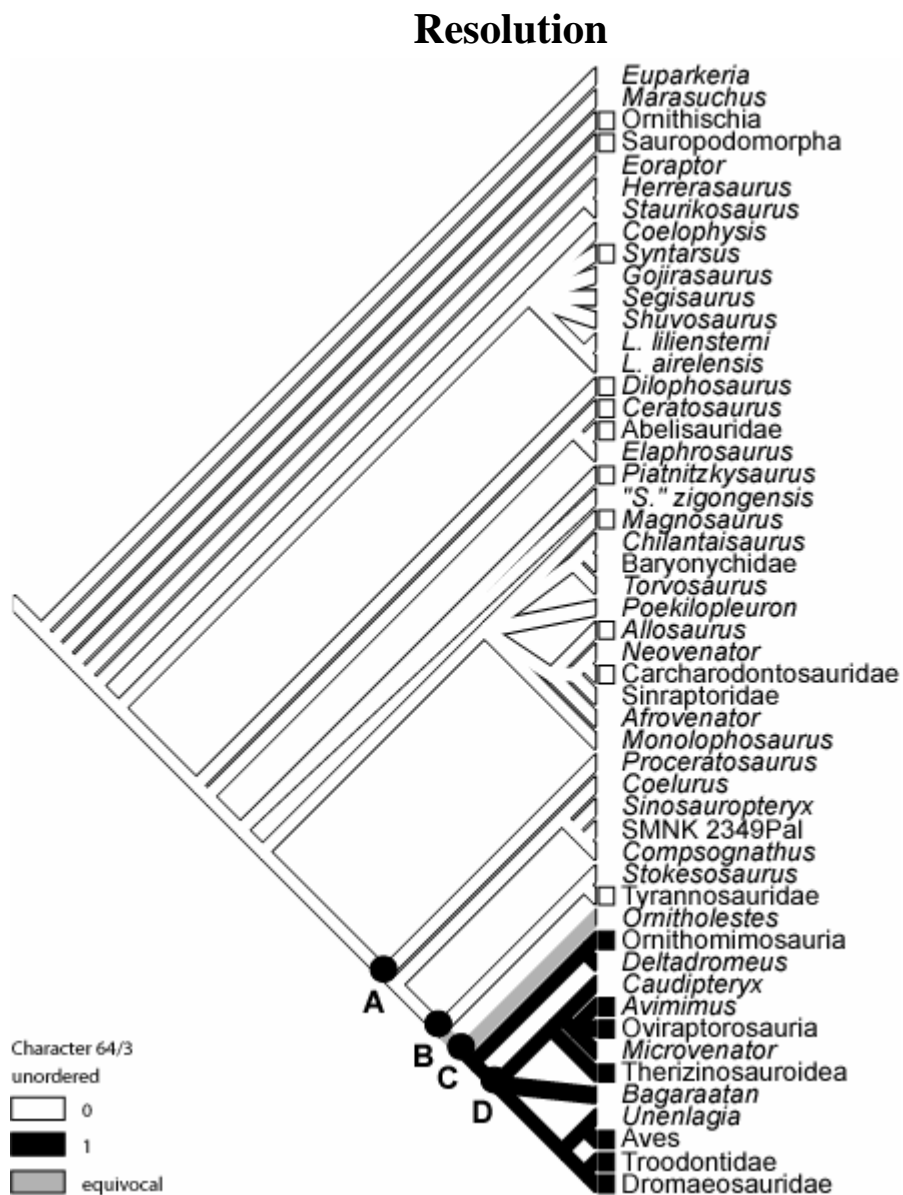 Resolution
Euparkeria
Marasuchus
Ornithischia
Sauropodomorpha
Eoraptor
Herrerasaurus
Staurikosaurus
Coelophysis
Syntarsus
Gojirasaurus
Segisaurus
Shuvosaurus
L. liliensterni
L. airelensis
Dilophosaurus
Ceratosaurus
Abelisauridae
Elaphrosaurus
Piatnitzkysaurus
"S." zigongensis
Magnosaurus
Chilantaisaurus
Baryonychidae
Torvosaurus
Poekilopleuron
Allosaurus
Neovenator
Carcharodontosauridae
Sinraptoridae
Afrovenator
Monolophosaurus
Proceratosaurus
Coelurus
Sinosauropteryx
SMNK 2349Pal
Compsognathus
Stokesosaurus
Tyrannosauridae
Ornitholestes
Ornithomimosauria
Deltadromeus
Caudipteryx
Avimimus
Oviraptorosauria
Microvenator
Therizinosauroidea
Bagaraatan
Unenlagia
Aves
Troodontidae
Dromaeosauridae
A
B
C
D
Character 64/3
unordered
0
1
equivocal